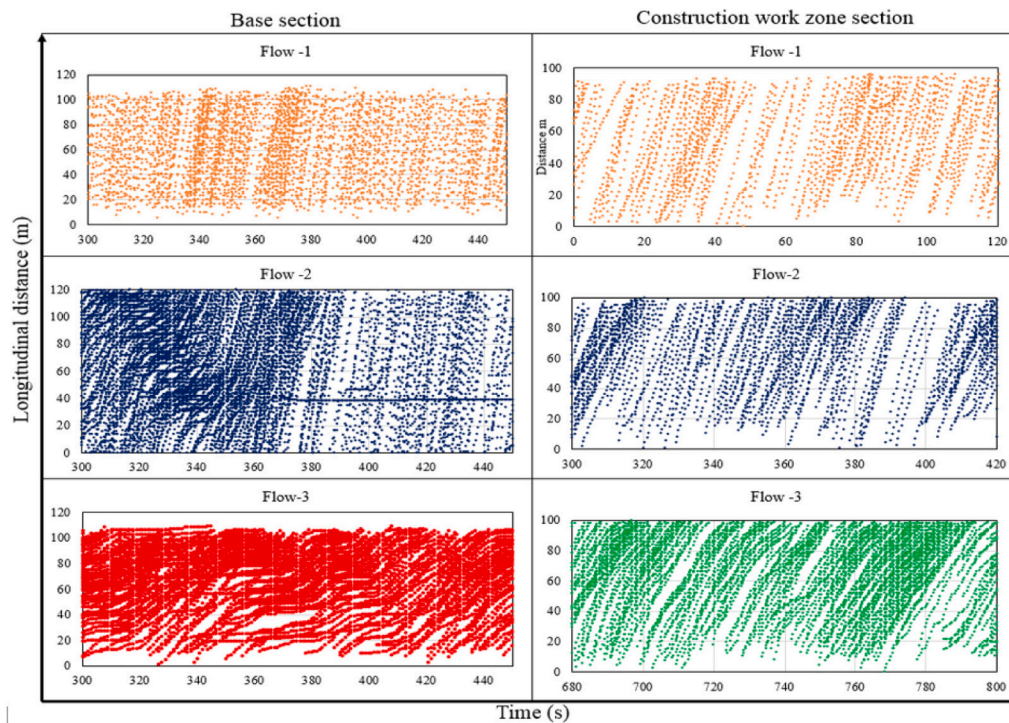 Base section
Construction work zone section
Flow -1
120
100
80
60
40
20
0
300 320 340 360 380 400 420 440
Flow -1
100
80
60
40
20
0
Distance m
0 20 40 60 80 100 120
Longitudinal distance (m)
Flow -2
120
100
80
60
40
20
0
300 320 340 360 380 400 420 440
Flow-2
100
80
60
40
20
0
300 320 340 360 380 400 420
Flow-3
120
100
80
60
40
20
0
300 320 340 360 380 400 420 440
Flow -3
100
80
60
40
20
0
680 700 720 740 760 780 800
Time (s)